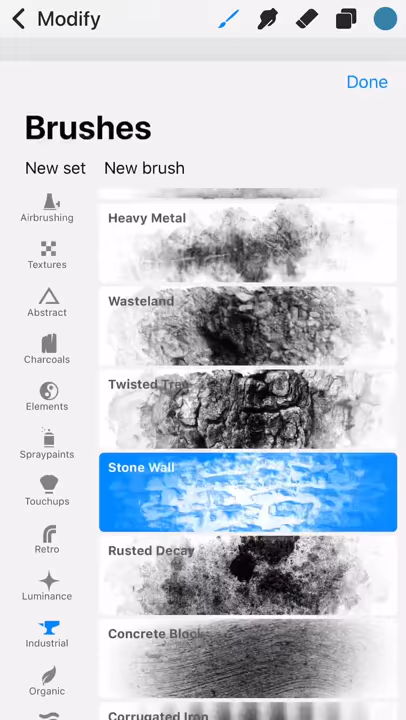 Modify
Done
Brushes
New set New brush
Airbrushing
Textures
Abstract
Charcoals
Elements
Spraypaints
Touchups
Retro
Luminance
Industrial
Organic
Heavy Metal
Wasteland
Twisted Tree
Stone Wall
Rusted Decay
Concrete Block
Corrugated Iron